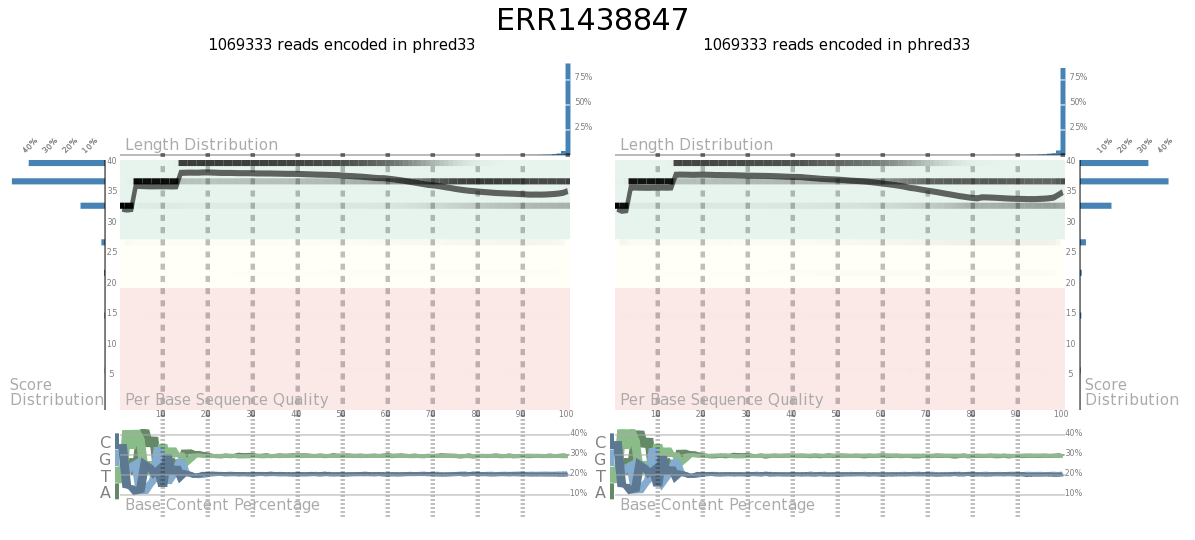 ERR1438847
1069333 reads encoded in phred33
1069333 reads encoded in phred33
75%
50%
25%
75%
50%
25%
Length Distribution
Length Distribution
40% 30% 20% 10%
10% 20% 30% 40%
40
35
30
25
20
15
10
5
40
35
30
25
20
15
10
5
Score
Distribution
Per Base Sequence Quality
Per Base Sequence Quality
Score
Distribution
10 20 30 40 50 60 70 80 90 100
10 20 30 40 50 60 70 80 90 100
C
G
T
A
40%
30%
20%
10%
C
G
T
A
40%
30%
20%
10%
Base Content Percentage
Base Content Percentage